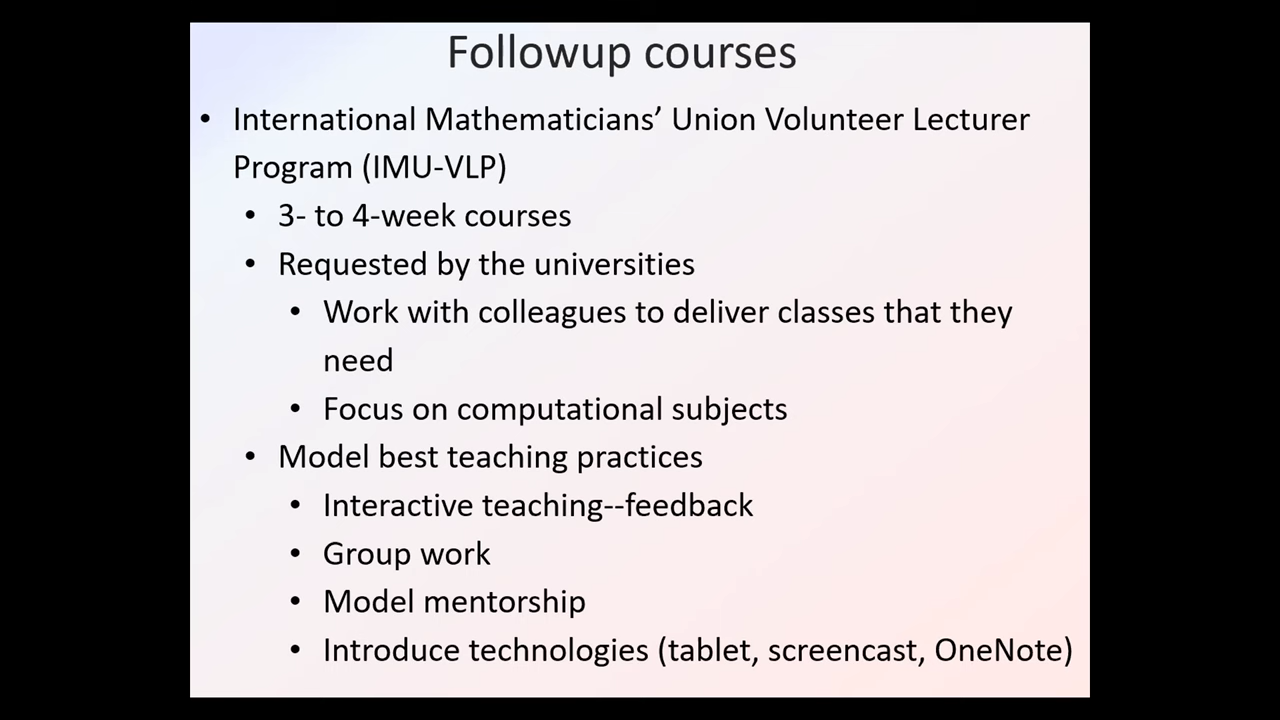 Followup courses
• International Mathematicians’ Union Volunteer Lecturer
Program (IMU-VLP)
• 3- to 4-week courses
• Requested by the universities
• Work with colleagues to deliver classes that they
need
• Focus on computational subjects
• Model best teaching practices
• Interactive teaching--feedback
• Group work
• Model mentorship
• Introduce technologies (tablet, screencast, OneNote)